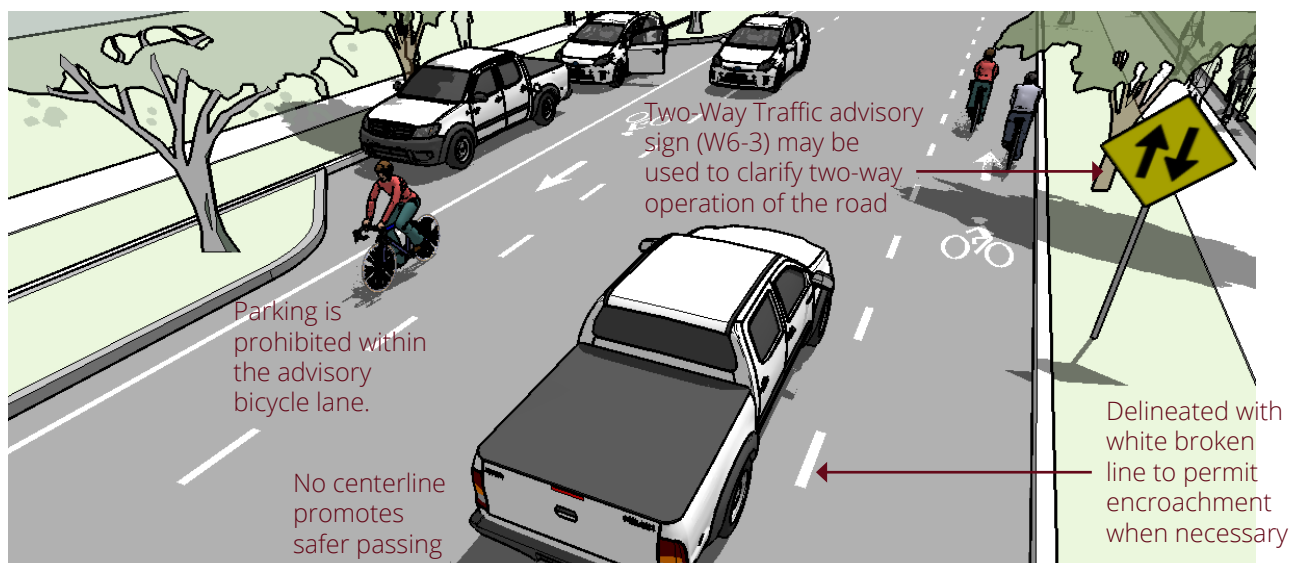 Two-Way Traffic advisory
sign (W6-3) may be
used to clarify two-way
operation of the road
Parking is
prohibited within
the advisory
bicycle lane.
No centerline
promotes
safer passing
Delineated with
white broken
line to permit
encroachment
when necessary